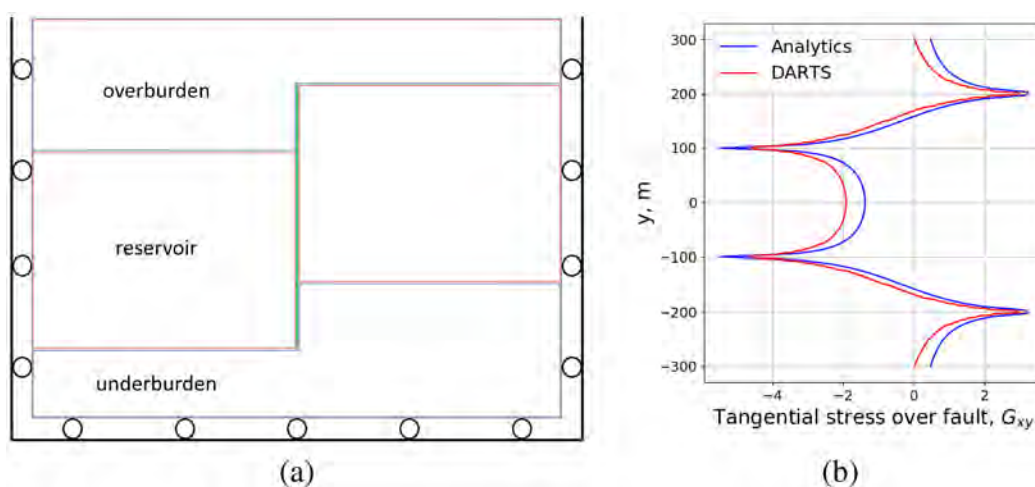 overburden
reservoir
underburden
(a)
Analytics
DARTS
300
200
100
0
−100
−200
−300
y, m
−4 −2 0 2
Tangential stress over fault, G_xy
(b)